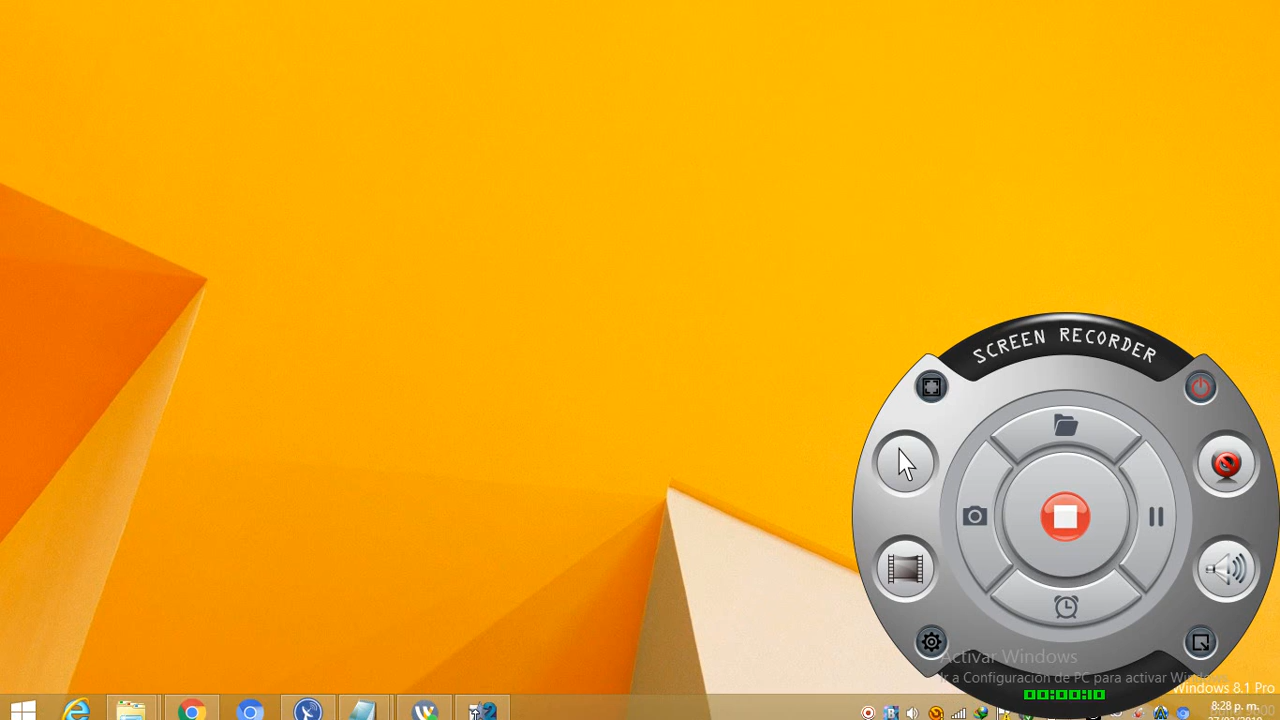 SCREEN RECORDER
Activar Windows
Ir a Configuración de PC para activar Windows
Windows 8.1 Pro
00:00:10
8:28 p. m.